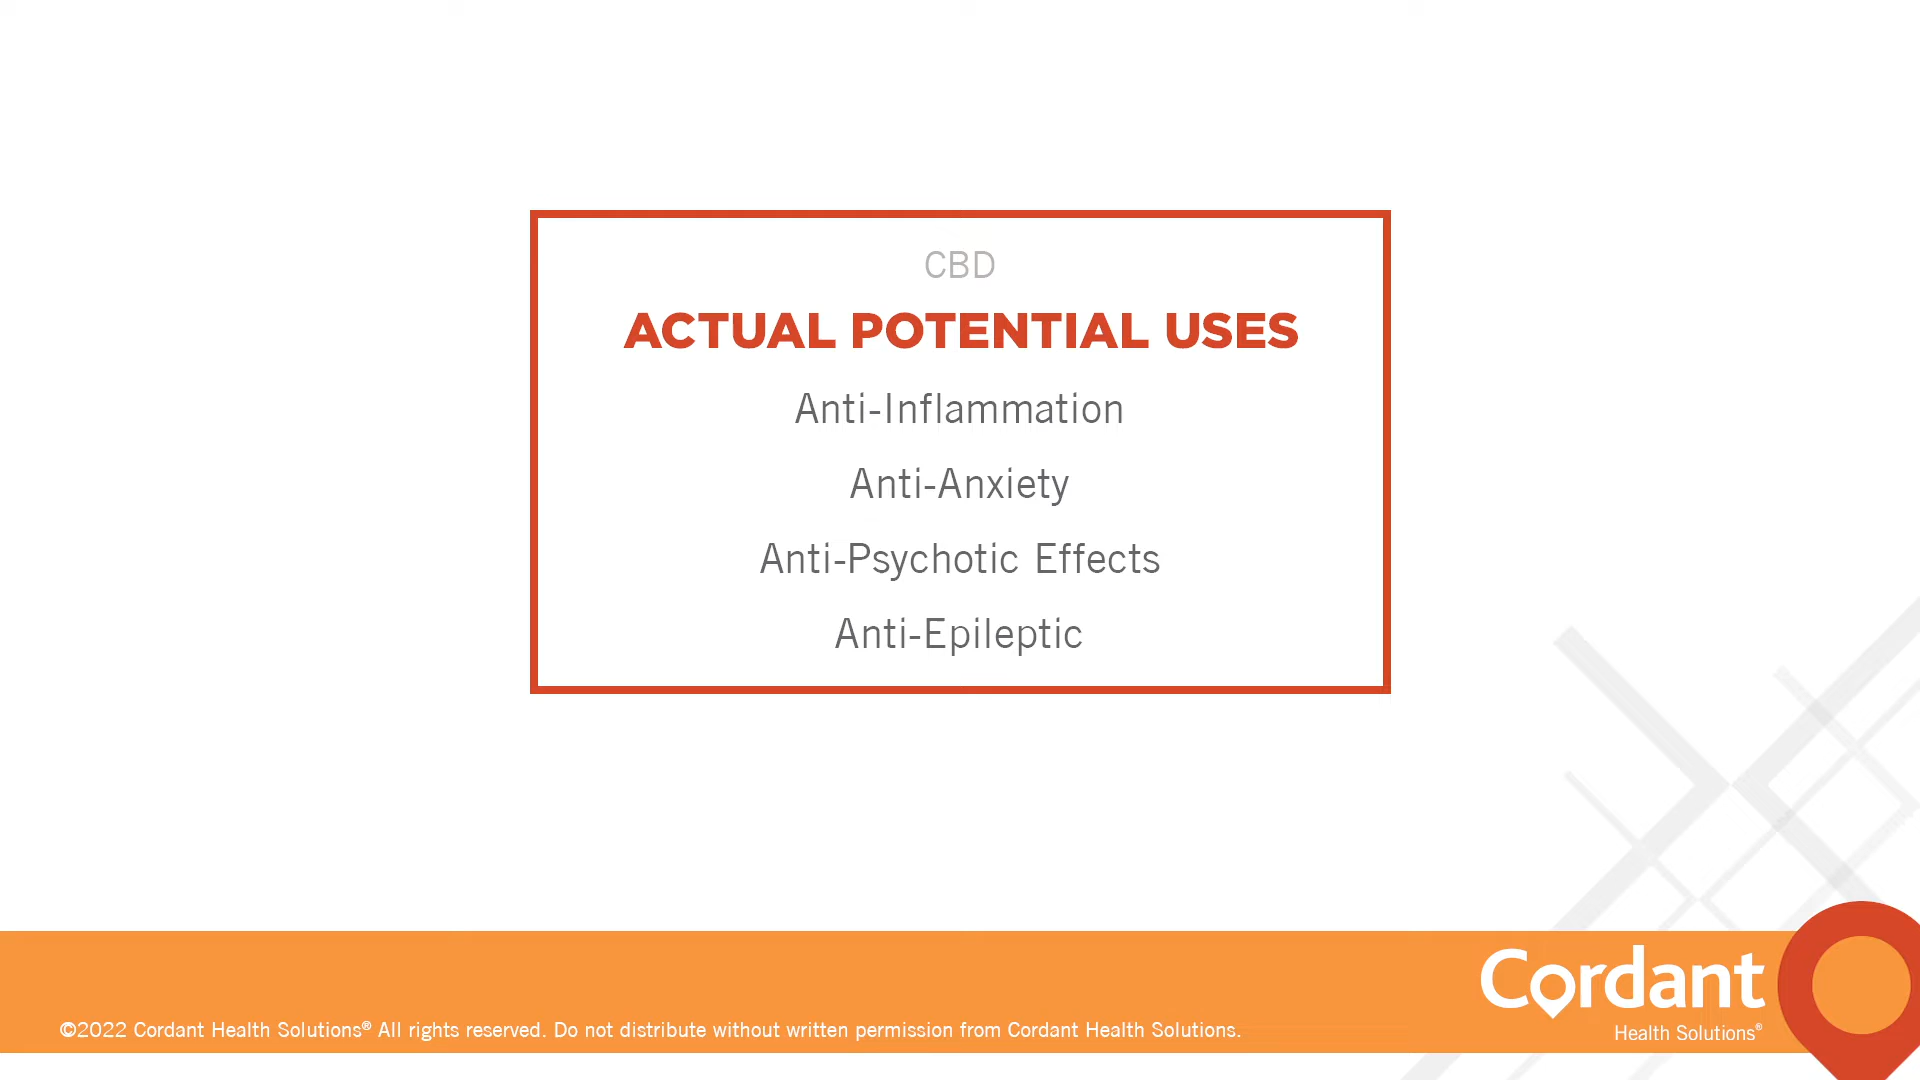 CBD
ACTUAL POTENTIAL USES
Anti-Inflammation
Anti-Anxiety
Anti-Psychotic Effects
Anti-Epileptic
Cordant
Health Solutions®
©2022 Cordant Health Solutions® All rights reserved. Do not distribute without written permission from Cordant Health Solutions.